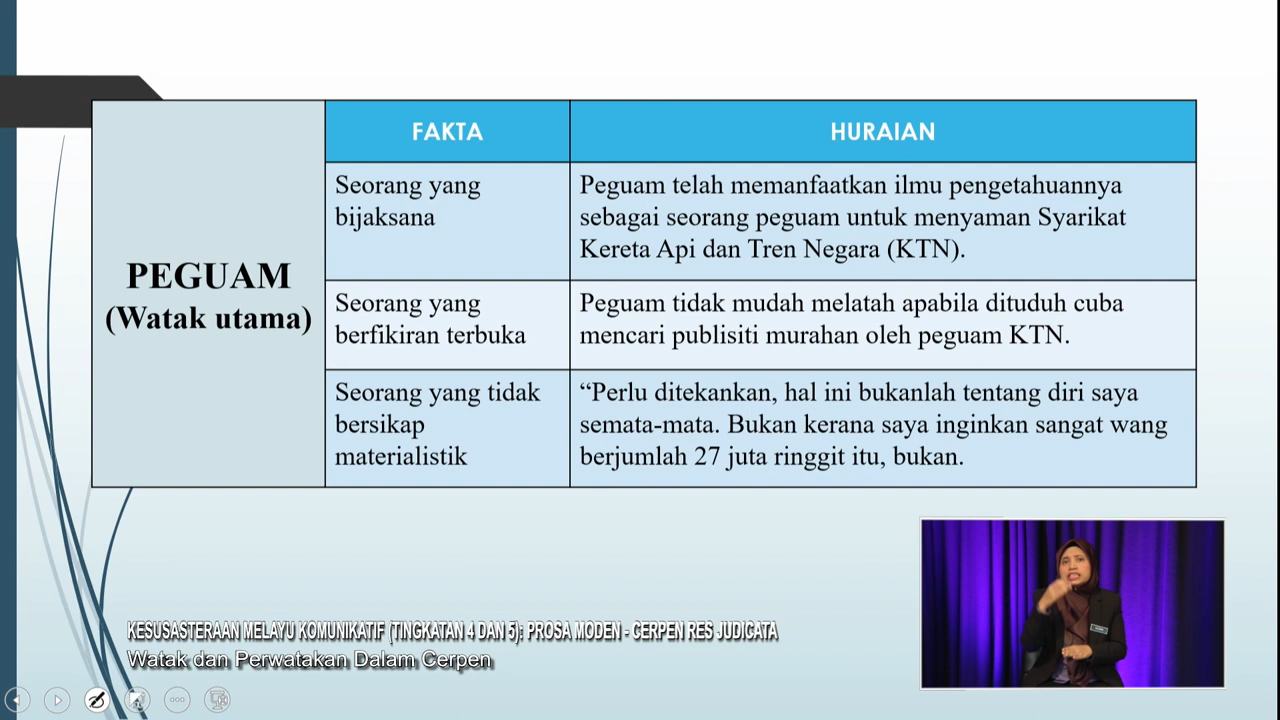 PEGUAM
(Watak utama)
FAKTA
HURAIAN
Seorang yang
bijaksana
Peguam telah memanfaatkan ilmu pengetahuannya
sebagai seorang peguam untuk menyaman Syarikat
Kereta Api dan Tren Negara (KTN).
Seorang yang
berfikiran terbuka
Peguam tidak mudah melatah apabila dituduh cuba
mencari publisiti murahan oleh peguam KTN.
Seorang yang tidak
bersikap
materialistik
“Perlu ditekankan, hal ini bukanlah tentang diri saya
semata-mata. Bukan kerana saya inginkan sangat wang
berjumlah 27 juta ringgit itu, bukan.
KESUSASTERAAN MELAYU KOMUNIKATIF (TINGKATAN 4 DAN 5): PROSA MODEN - CERPEN RES JUDICATA
Watak dan Perwatakan Dalam Cerpen